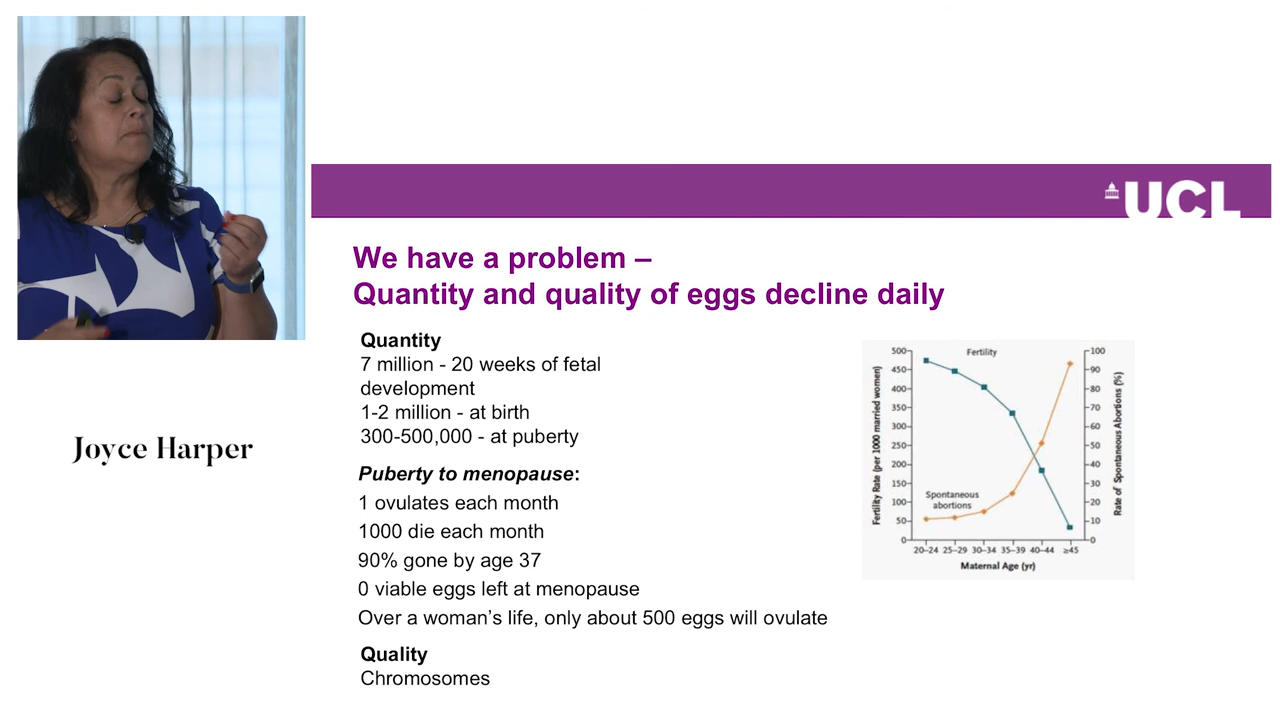 UCL
We have a problem –
Quantity and quality of eggs decline daily
Quantity
7 million - 20 weeks of fetal
development
1-2 million - at birth
300-500,000 - at puberty
Puberty to menopause:
1 ovulates each month
1000 die each month
90% gone by age 37
0 viable eggs left at menopause
Over a woman's life, only about 500 eggs will ovulate
Quality
Chromosomes
Joyce Harper
Fertility
Spontaneous
abortions
Fertility Rate (per 1000 married women)
500
450
400
350
300
250
200
150
100
50
0
Rate of Spontaneous Abortions (%)
100
90
80
70
60
50
40
30
20
10
0
20–24 25–29 30–34 35–39 40–44 ≥45
Maternal Age (yr)